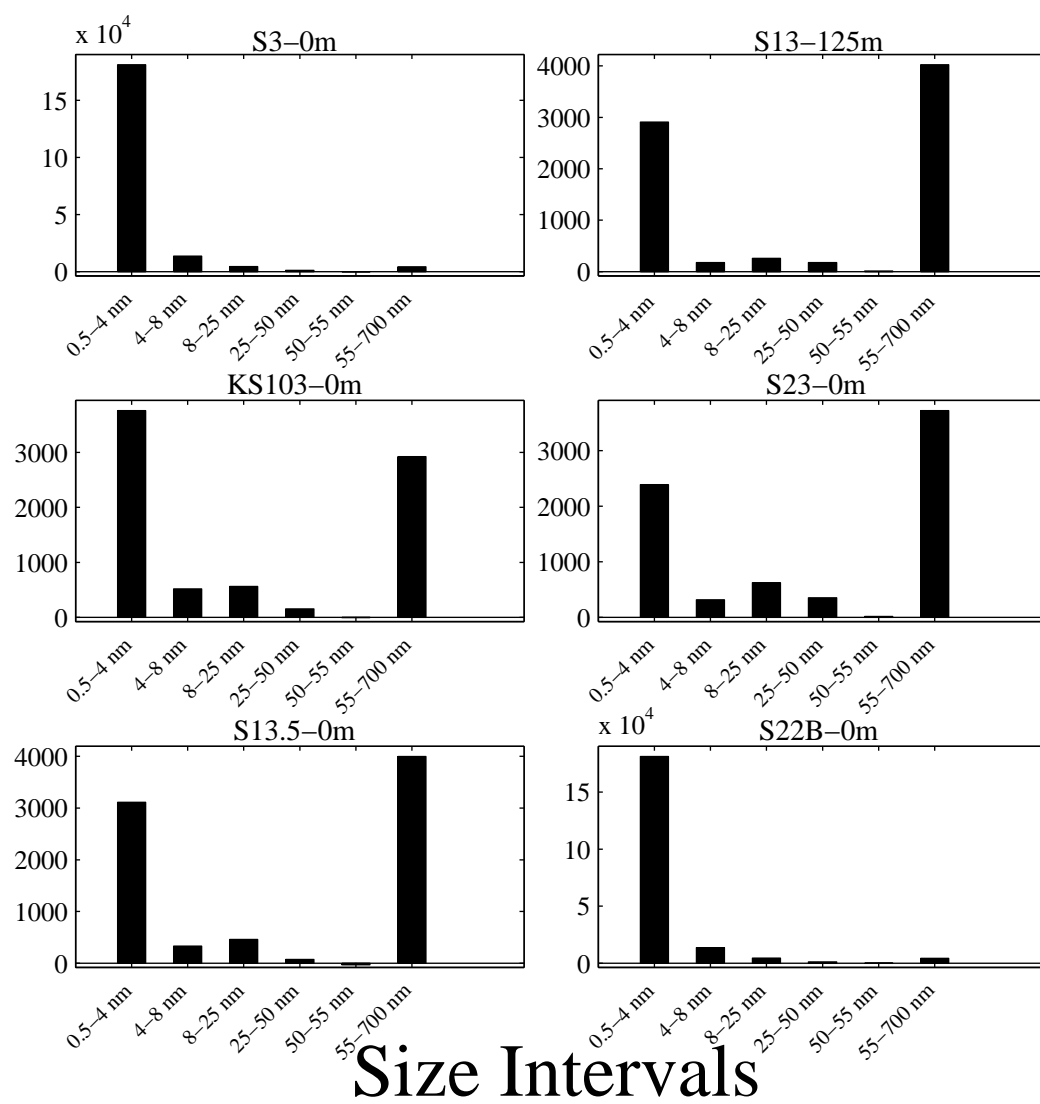 x 10^4
S3−0m
15
10
5
0
0.5−4 nm
4−8 nm
8−25 nm
25−50 nm
50−55 nm
55−700 nm
S13−125m
4000
3000
2000
1000
0
0.5−4 nm
4−8 nm
8−25 nm
25−50 nm
50−55 nm
55−700 nm
KS103−0m
3000
2000
1000
0
0.5−4 nm
4−8 nm
8−25 nm
25−50 nm
50−55 nm
55−700 nm
S23−0m
3000
2000
1000
0
0.5−4 nm
4−8 nm
8−25 nm
25−50 nm
50−55 nm
55−700 nm
S13.5−0m
4000
3000
2000
1000
0
0.5−4 nm
4−8 nm
8−25 nm
25−50 nm
50−55 nm
55−700 nm
x 10^4
S22B−0m
15
10
5
0
0.5−4 nm
4−8 nm
8−25 nm
25−50 nm
50−55 nm
55−700 nm
Size Intervals